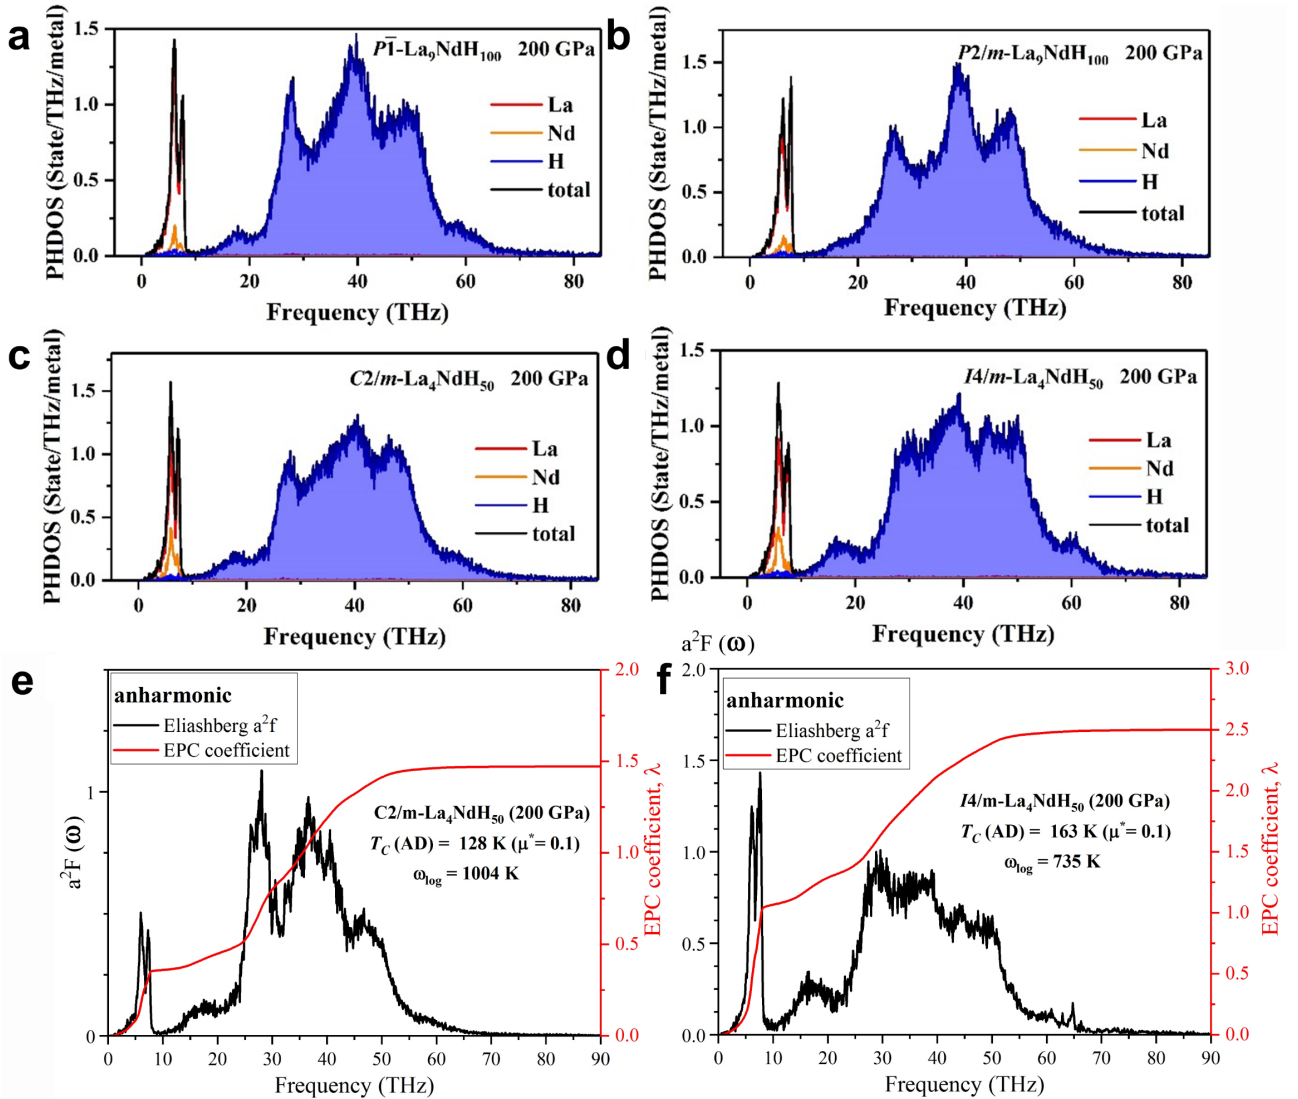 a
PHDOS (State/THz/metal)
1.5
1.0
0.5
0.0
P1̅-La₉NdH₁₀₀ 200 GPa
La
Nd
H
total
0 20 40 60 80
Frequency (THz)
b
PHDOS (State/THz/metal)
1.5
1.0
0.5
0.0
P2/m-La₉NdH₁₀₀ 200 GPa
La
Nd
H
total
0 20 40 60 80
Frequency (THz)
c
PHDOS (State/THz/metal)
1.5
1.0
0.5
0.0
C2/m-La₄NdH₅₀ 200 GPa
La
Nd
H
total
0 20 40 60 80
Frequency (THz)
d
PHDOS (State/THz/metal)
1.5
1.0
0.5
0.0
I4/m-La₄NdH₅₀ 200 GPa
La
Nd
H
total
0 20 40 60 80
Frequency (THz)
e
a²F (ω)
1
0
anharmonic
Eliashberg a²f
EPC coefficient
C2/m-La₄NdH₅₀ (200 GPa)
T_C (AD) = 128 K (μ*= 0.1)
ω_log = 1004 K
2.0
1.5
1.0
0.5
0.0
EPC coefficient, λ
0 10 20 30 40 50 60 70 80 90
Frequency (THz)
f
a²F (ω)
2.0
1.5
1.0
0.5
0.0
anharmonic
Eliashberg a²f
EPC coefficient
I4/m-La₄NdH₅₀ (200 GPa)
T_C (AD) = 163 K (μ*= 0.1)
ω_log = 735 K
3.0
2.5
2.0
1.5
1.0
0.5
0.0
EPC coefficient, λ
0 10 20 30 40 50 60 70 80 90
Frequency (THz)